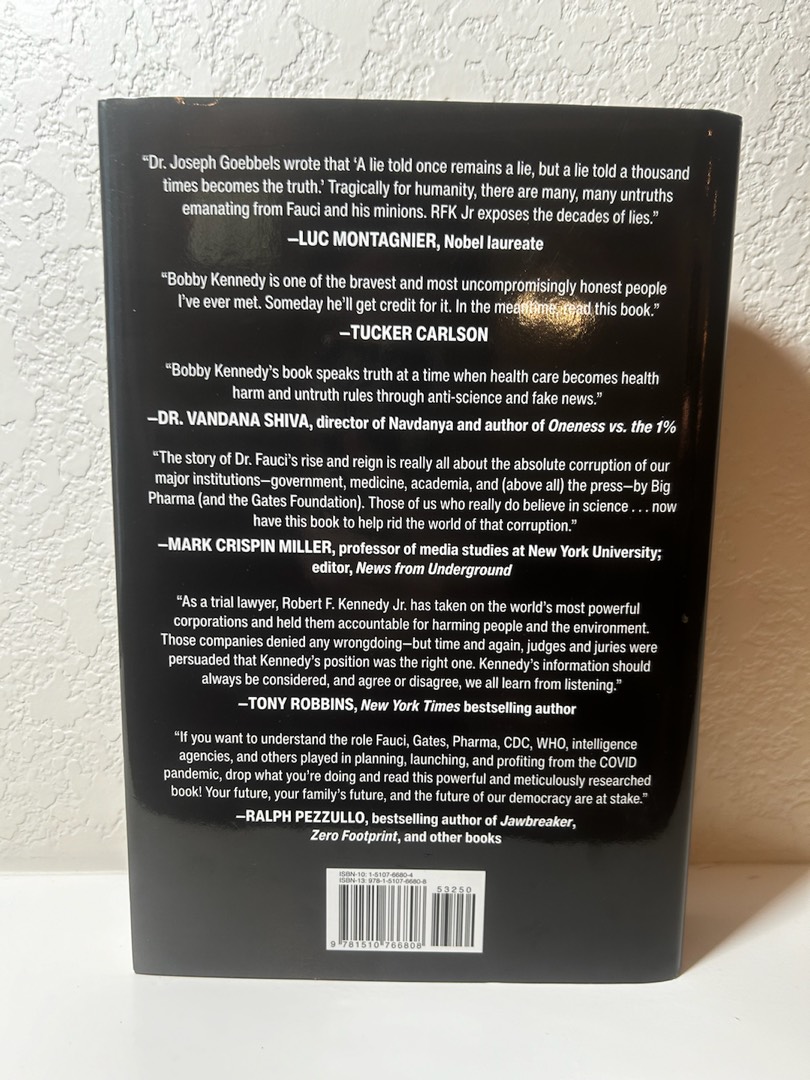 “Dr. Joseph Goebbels wrote that ‘A lie told once remains a lie, but a lie told a thousand
times becomes the truth.’ Tragically for humanity, there are many, many untruths
emanating from Fauci and his minions. RFK Jr exposes the decades of lies.”
—LUC MONTAGNIER, Nobel laureate
“Bobby Kennedy is one of the bravest and most uncompromisingly honest people
I’ve ever met. Someday he’ll get credit for it. In the meantime, read this book.”
—TUCKER CARLSON
“Bobby Kennedy’s book speaks truth at a time when health care becomes health
harm and untruth rules through anti-science and fake news.”
—DR. VANDANA SHIVA, director of Navdanya and author of Oneness vs. the 1%
“The story of Dr. Fauci’s rise and reign is really all about the absolute corruption of our
major institutions—government, medicine, academia, and (above all) the press—by Big
Pharma (and the Gates Foundation). Those of us who really do believe in science . . . now
have this book to help rid the world of that corruption.”
—MARK CRISPIN MILLER, professor of media studies at New York University;
editor, News from Underground
“As a trial lawyer, Robert F. Kennedy Jr. has taken on the world’s most powerful
corporations and held them accountable for harming people and the environment.
Those companies denied any wrongdoing—but time and again, judges and juries were
persuaded that Kennedy’s position was the right one. Kennedy’s information should
always be considered, and agree or disagree, we all learn from listening.”
—TONY ROBBINS, New York Times bestselling author
“If you want to understand the role Fauci, Gates, Pharma, CDC, WHO, intelligence
agencies, and others played in planning, launching, and profiting from the COVID
pandemic, drop what you’re doing and read this powerful and meticulously researched
book! Your future, your family’s future, and the future of our democracy are at stake.”
—RALPH PEZZULLO, bestselling author of Jawbreaker,
Zero Footprint, and other books
ISBN-10: 1-5107-6680-4
ISBN-13: 978-1-5107-6680-8
53250
9 781510 766808